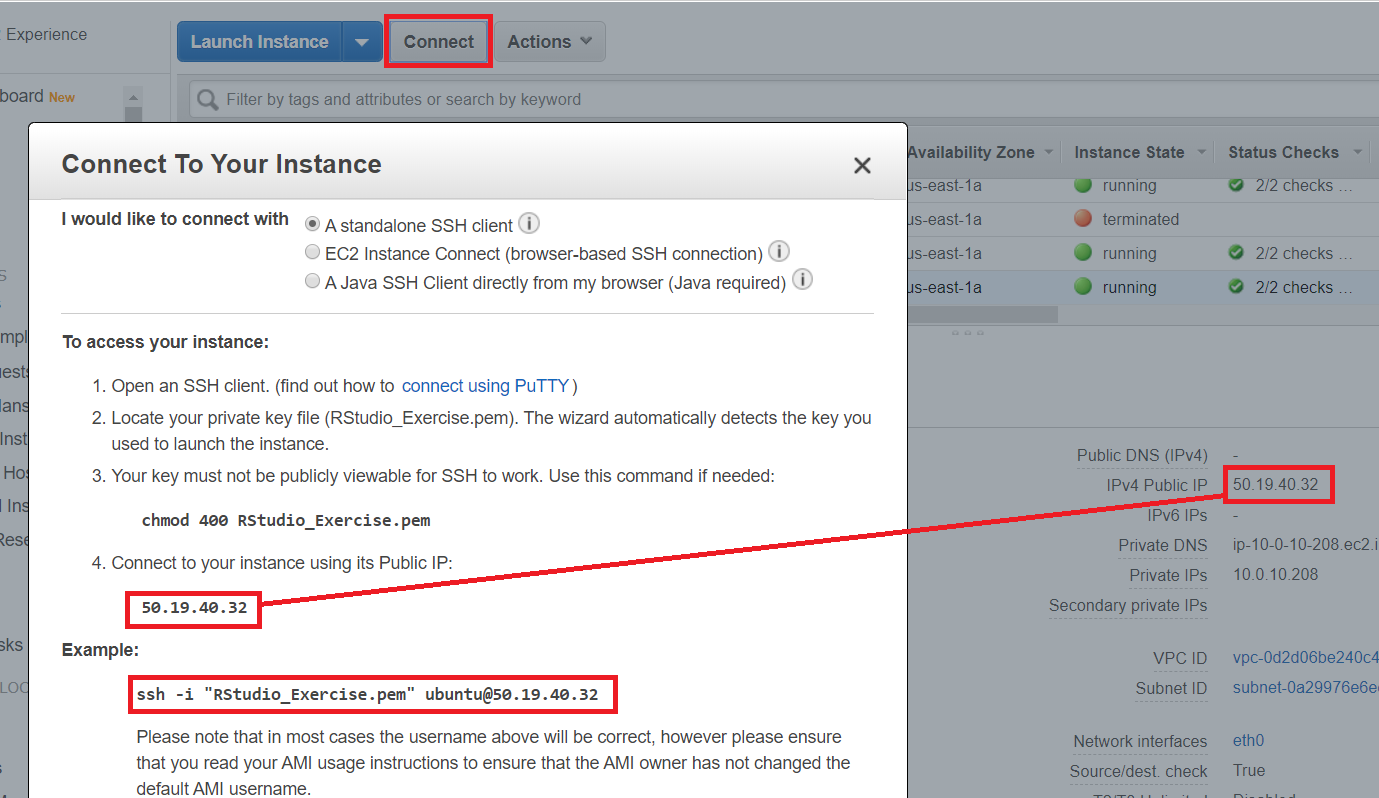 Experience
Launch Instance
Connect
Actions
board New
Filter by tags and attributes or search by keyword
Connect To Your Instance
Availability Zone Instance State Status Checks
us-east-1a running 2/2 checks ...
us-east-1a terminated
us-east-1a running 2/2 checks ...
us-east-1a running 2/2 checks ...
I would like to connect with
A standalone SSH client
EC2 Instance Connect (browser-based SSH connection)
A Java SSH Client directly from my browser (Java required)
To access your instance:
1. Open an SSH client. (find out how to connect using PuTTY)
2. Locate your private key file (RStudio_Exercise.pem). The wizard automatically detects the key you
used to launch the instance.
3. Your key must not be publicly viewable for SSH to work. Use this command if needed:
chmod 400 RStudio_Exercise.pem
4. Connect to your instance using its Public IP:
50.19.40.32
Example:
ssh -i "RStudio_Exercise.pem" ubuntu@50.19.40.32
Please note that in most cases the username above will be correct, however please ensure
that you read your AMI usage instructions to ensure that the AMI owner has not changed the
default AMI username.
Public DNS (IPv4) -
IPv4 Public IP 50.19.40.32
IPv6 IPs -
Private DNS ip-10-0-10-208.ec2.i
Private IPs 10.0.10.208
Secondary private IPs
VPC ID vpc-0d2d06be240c4
Subnet ID subnet-0a29976e6e
Network interfaces eth0
Source/dest. check True